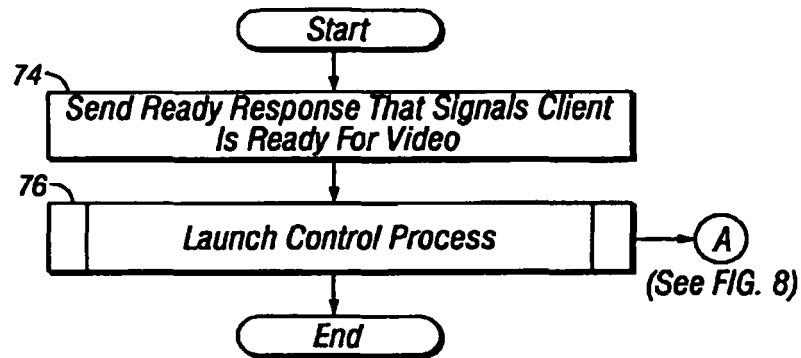 Start
74
Send Ready Response That Signals Client
Is Ready For Video
76
Launch Control Process
A
(See FIG. 8)
End